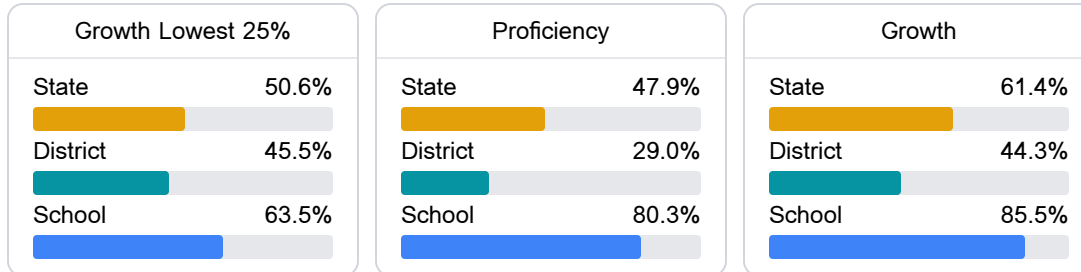 Growth Lowest 25%
State 50.6%
District 45.5%
School 63.5%
Proficiency
State 47.9%
District 29.0%
School 80.3%
Growth
State 61.4%
District 44.3%
School 85.5%